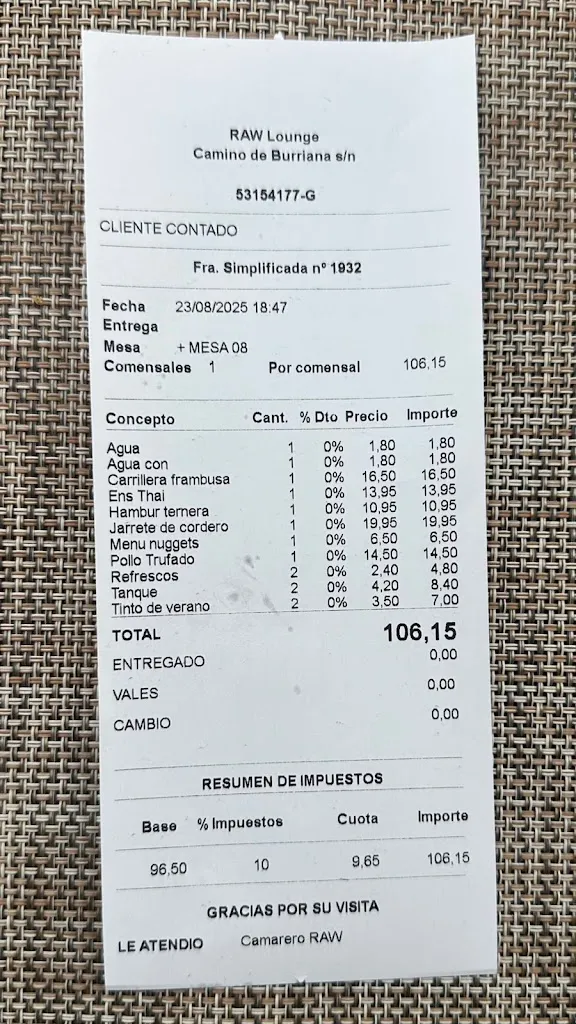 RAW Lounge
Camino de Burriana s/n
53154177-G
CLIENTE CONTADO
Fra. Simplificada nº 1932
Fecha 23/08/2025 18:47
Entrega
Mesa + MESA 08
Comensales 1 Por comensal 106,15
Concepto Cant. % Dto Precio Importe
Agua 1 0% 1,80 1,80
Agua con 1 0% 1,80 1,80
Carrillera frambusa 1 0% 16,50 16,50
Ens Thai 1 0% 13,95 13,95
Hambur ternera 1 0% 10,95 10,95
Jarrete de cordero 1 0% 19,95 19,95
Menu nuggets 1 0% 6,50 6,50
Pollo Trufado 1 0% 14,50 14,50
Refrescos 2 0% 2,40 4,80
Tanque 2 0% 4,20 8,40
Tinto de verano 2 0% 3,50 7,00
TOTAL 106,15
ENTREGADO 0,00
VALES 0,00
CAMBIO 0,00
RESUMEN DE IMPUESTOS
Base % Impuestos Cuota Importe
96,50 10 9,65 106,15
GRACIAS POR SU VISITA
LE ATENDIO Camarero RAW